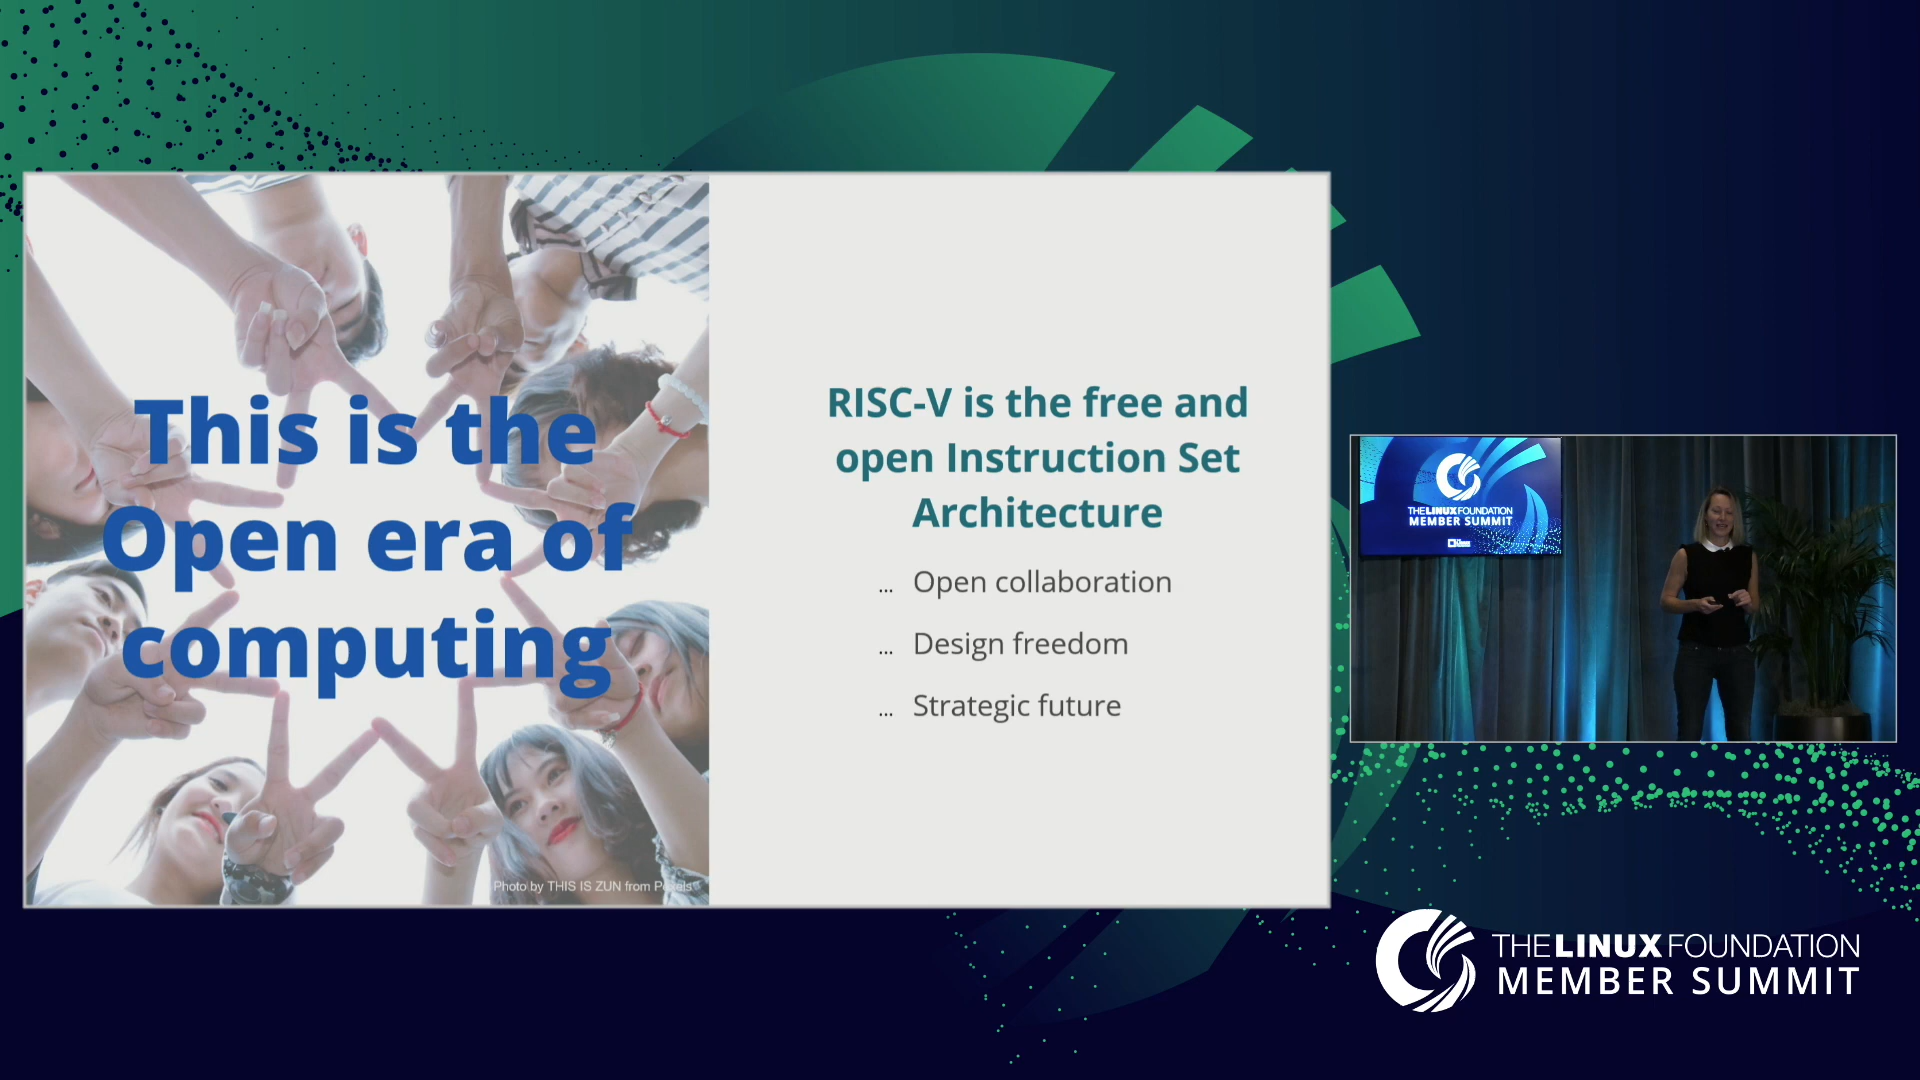 This is the
Open era of
computing
Photo by THIS IS ZUN from Pexels
RISC-V is the free and
open Instruction Set
Architecture
... Open collaboration
... Design freedom
... Strategic future
THE LINUX FOUNDATION
MEMBER SUMMIT
THE LINUX FOUNDATION
MEMBER SUMMIT